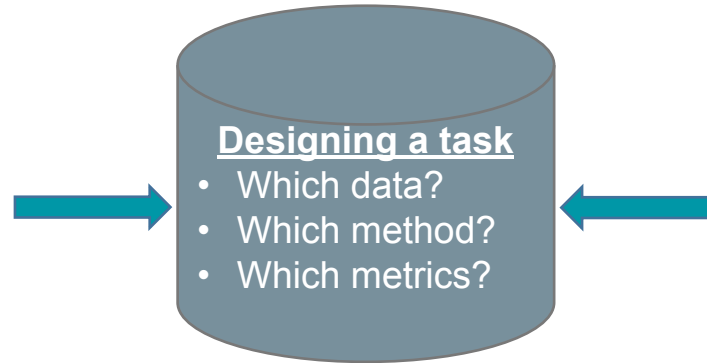 Designing a task
• Which data?
• Which method?
• Which metrics?